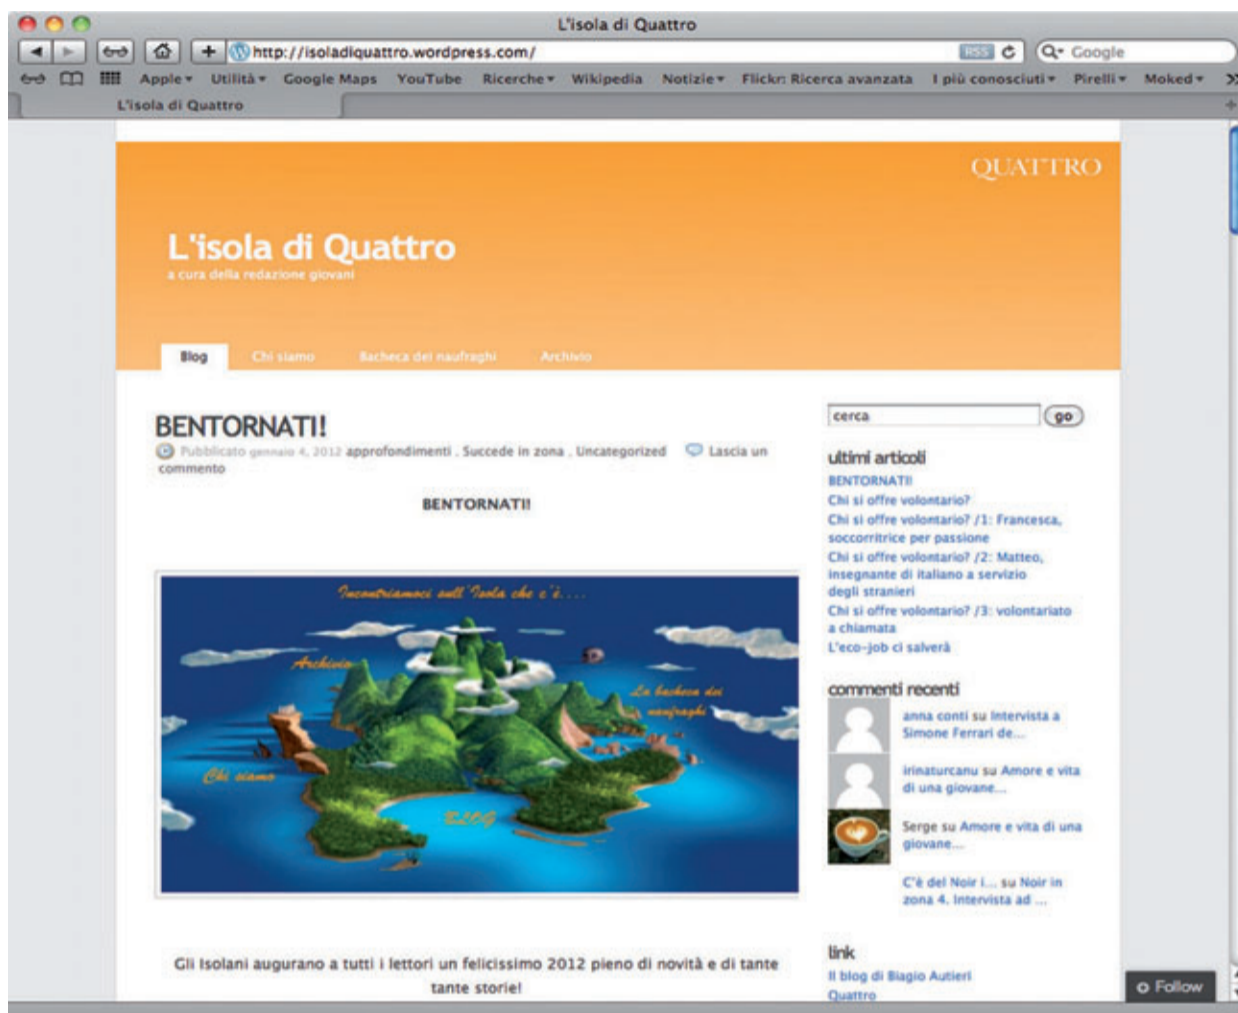 L'isola di Quattro
http://isoladiquattro.wordpress.com/
RSS
Google
Apple
Utilità
Google Maps
YouTube
Ricerche
Wikipedia
Notizie
Flickr: Ricerca avanzata
I più conosciuti
Pirelli
Moked
L'isola di Quattro
QUATTRO
L'isola di Quattro
a cura della redazione giovani
Blog
Chi siamo
Bacheca dei naufraghi
Archivio
BENTORNATI!
Pubblicato gennaio 4, 2012 approfondimenti , Succede in zona , Uncategorized
Lascia un
commento
BENTORNATI!
Incontriamoci sull'Isola che c'è....
Archivio
La bacheca dei
naufraghi
Chi siamo
BLOG
Gli Isolani augurano a tutti i lettori un felicissimo 2012 pieno di novità e di tante
tante storie!
cerca
go
ultimi articoli
BENTORNATI!
Chi si offre volontario?
Chi si offre volontario? /1: Francesca,
soccorritrice per passione
Chi si offre volontario? /2: Matteo,
insegnante di italiano a servizio
degli stranieri
Chi si offre volontario? /3: volontariato
a chiamata
L'eco-job ci salverà
commenti recenti
anna conti su Intervista a
Simone Ferrari de...
irinaturcanu su Amore e vita
di una giovane...
Serge su Amore e vita di una
giovane...
C'è del Noir i... su Noir in
zona 4. Intervista ad ...
link
Il blog di Biagio Autieri
Quattro
Follow